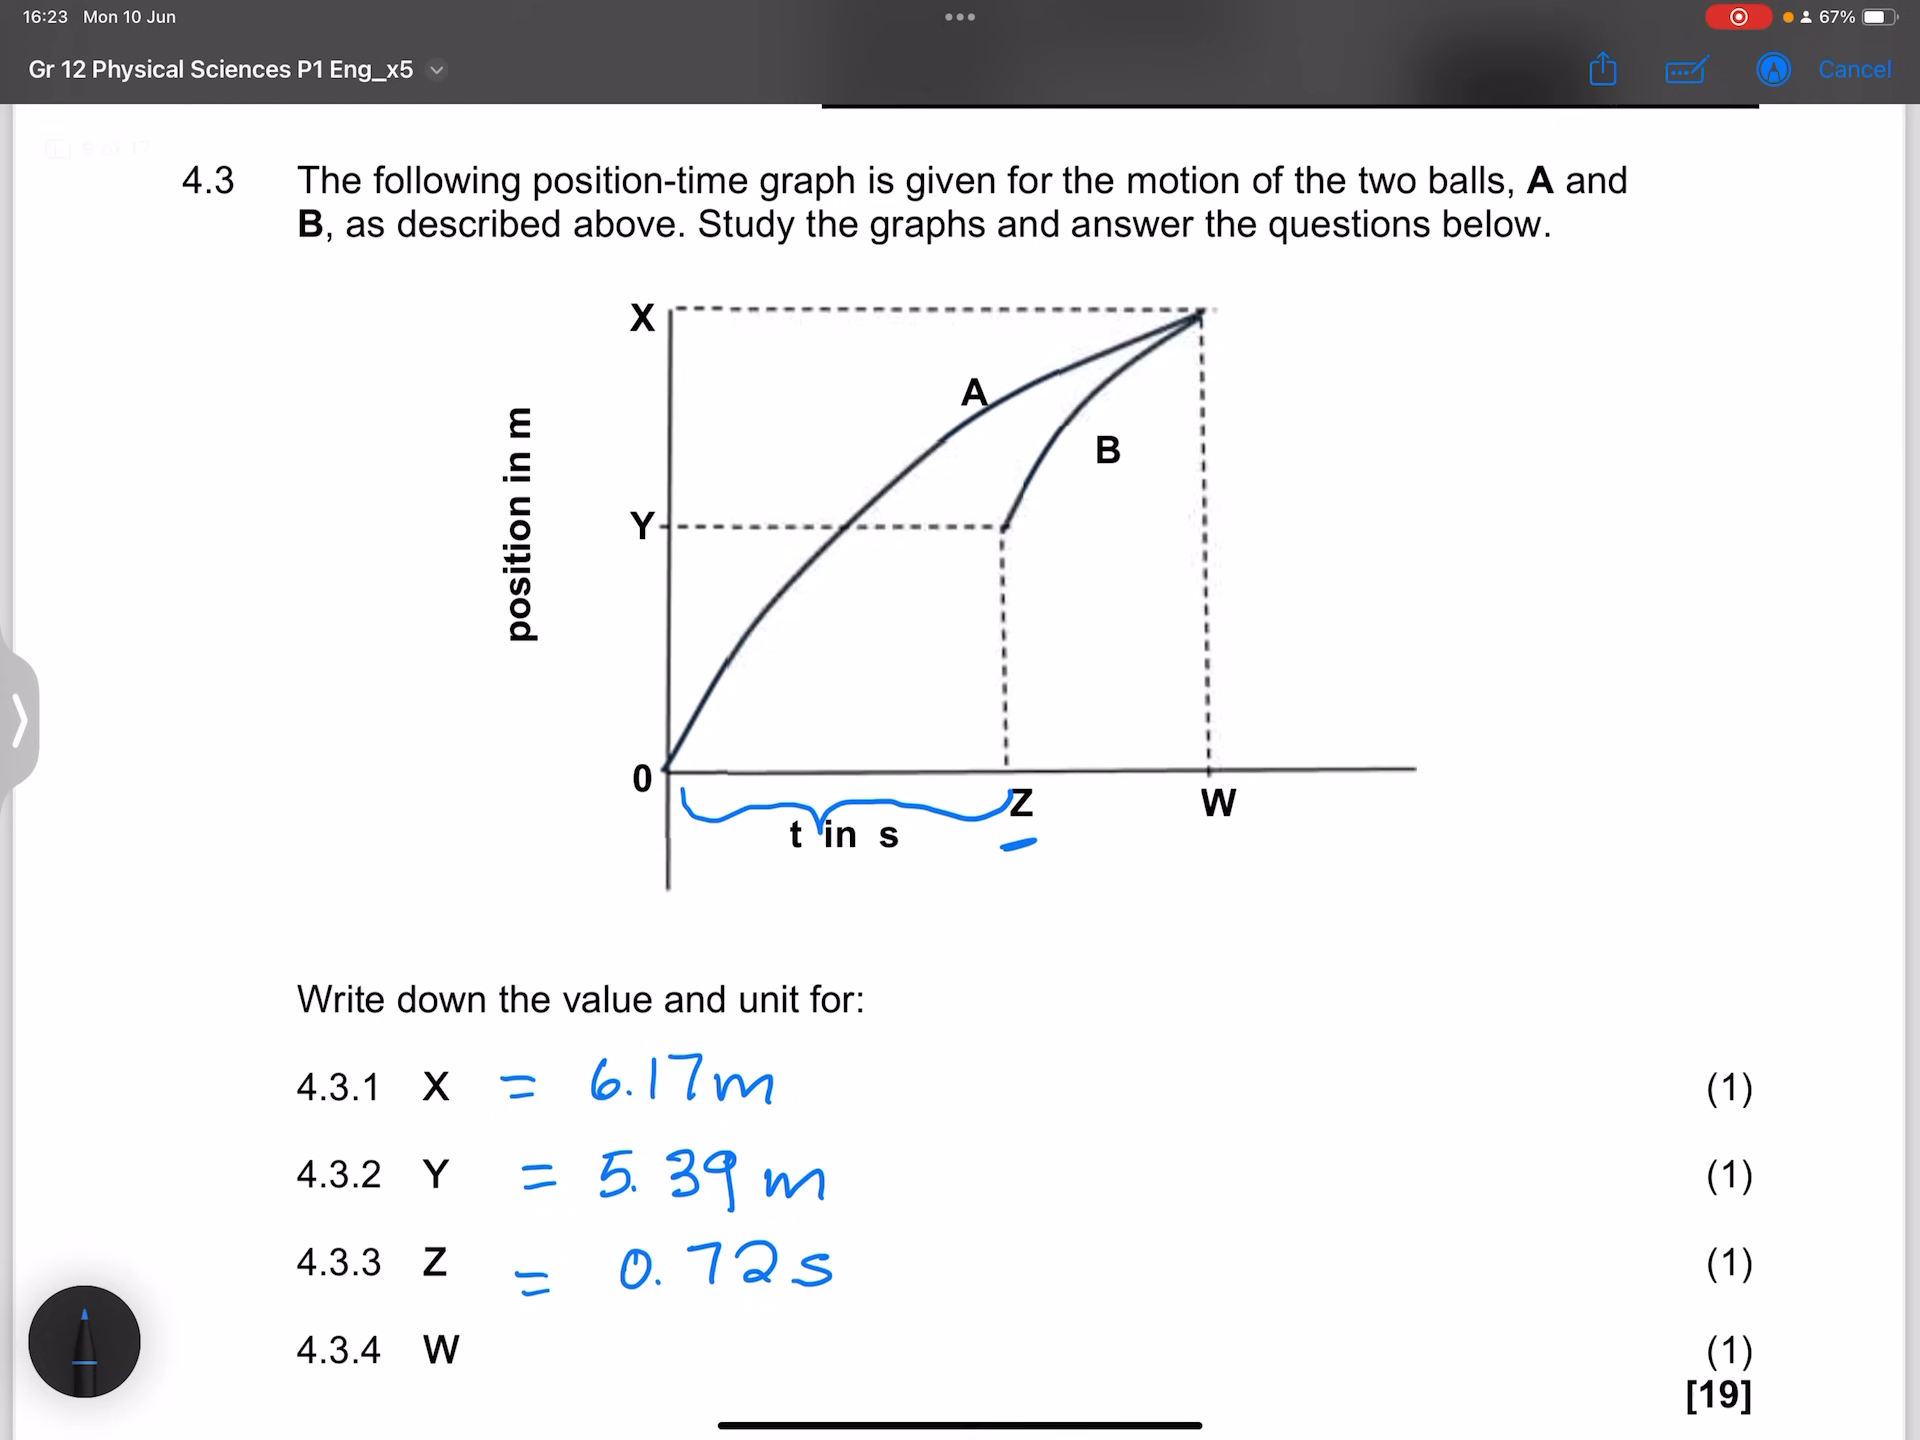 16:23 Mon 10 Jun
67%
Gr 12 Physical Sciences P1 Eng_x5
Cancel
9 of 17
4.3 The following position-time graph is given for the motion of the two balls, A and
B, as described above. Study the graphs and answer the questions below.
X
A
B
Y
position in m
0
Z
W
t in s
Write down the value and unit for:
4.3.1 X = 6.17m (1)
4.3.2 Y = 5.39 m (1)
4.3.3 Z = 0.72s (1)
4.3.4 W (1)
[19]